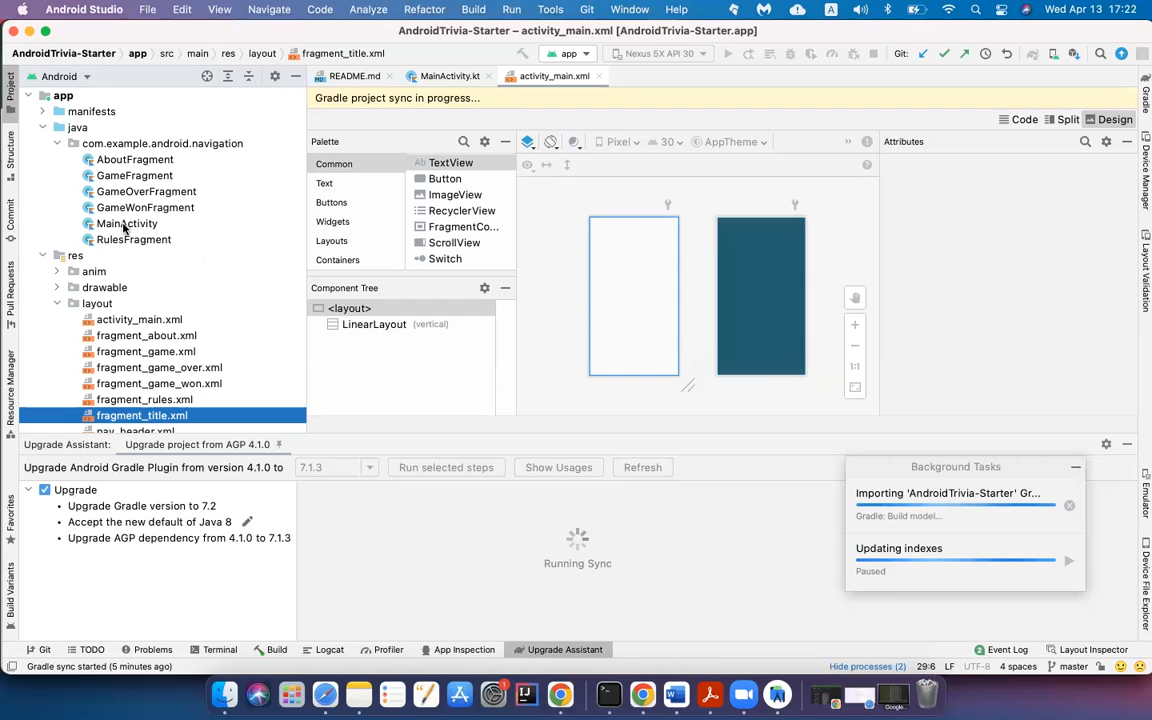 Android Studio File Edit View Navigate Code Analyze Refactor Build Run Tools Git Window Help A Wed Apr 13 17:22
AndroidTrivia-Starter – activity_main.xml [AndroidTrivia-Starter.app]
AndroidTrivia-Starter app src main res layout fragment_title.xml app Nexus 5X API 30 Git:
Android README.md MainActivity.kt activity_main.xml
Gradle project sync in progress...
Code Split Design
Palette Pixel 30 AppTheme Attributes
Project
Structure
Commit
Pull Requests
Resource Manager
Favorites
Build Variants
app
manifests
java
com.example.android.navigation
AboutFragment
GameFragment
GameOverFragment
GameWonFragment
MainActivity
RulesFragment
res
anim
drawable
layout
activity_main.xml
fragment_about.xml
fragment_game.xml
fragment_game_over.xml
fragment_game_won.xml
fragment_rules.xml
fragment_title.xml
nav_header.xml
Common
Text
Buttons
Widgets
Layouts
Containers
Ab TextView
Button
ImageView
RecyclerView
FragmentCo...
ScrollView
Switch
Component Tree
<layout>
LinearLayout (vertical)
1:1
Gradle
Device Manager
Layout Validation
Emulator
Device File Explorer
Upgrade Assistant: Upgrade project from AGP 4.1.0
Upgrade Android Gradle Plugin from version 4.1.0 to 7.1.3 Run selected steps Show Usages Refresh
Upgrade
• Upgrade Gradle version to 7.2
• Accept the new default of Java 8
• Upgrade AGP dependency from 4.1.0 to 7.1.3
Running Sync
Background Tasks
Importing 'AndroidTrivia-Starter' Gr...
Gradle: Build model...
Updating indexes
Paused
Git TODO Problems Terminal Build Logcat Profiler App Inspection Upgrade Assistant 2 Event Log Layout Inspector
Gradle sync started (5 minutes ago) Hide processes (2) 29:6 LF UTF-8 4 spaces master
1
Google...